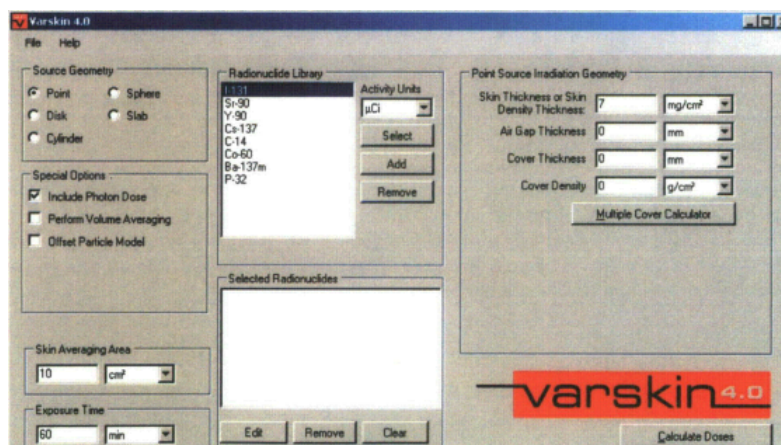 Varskin 4.0
File Help
Source Geometry
Point Sphere
Disk Slab
Cylinder
Special Options
Include Photon Dose
Perform Volume Averaging
Offset Particle Model
Skin Averaging Area
10 cm²
Exposure Time
60 min
Radionuclide Library
I-131
Sr-90
Y-90
Cs-137
C-14
Co-60
Ba-137m
P-32
Activity Units
µCi
Select
Add
Remove
Selected Radionuclides
Edit Remove Clear
Point Source Irradiation Geometry
Skin Thickness or Skin
Density Thickness: 7 mg/cm²
Air Gap Thickness 0 mm
Cover Thickness 0 mm
Cover Density 0 g/cm³
Multiple Cover Calculator
varskin 4.0
Calculate Doses